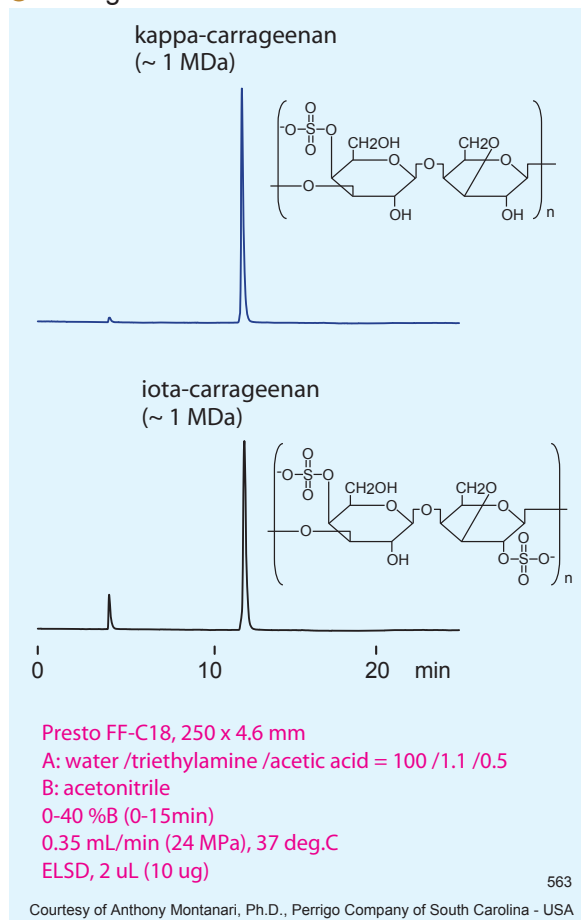 kappa-carrageenan
(~ 1 MDa)
O
-O-S-O
O
CH2OH
CH2O
O
O
O
O
O
OH
OH
n
iota-carrageenan
(~ 1 MDa)
O
-O-S-O
O
CH2OH
CH2O
O
O
O
O
O
OH
O
O-S-O-
O
n
0 10 20 min
Presto FF-C18, 250 x 4.6 mm
A: water /triethylamine /acetic acid = 100 /1.1 /0.5
B: acetonitrile
0-40 %B (0-15min)
0.35 mL/min (24 MPa), 37 deg.C
ELSD, 2 uL (10 ug)
563
Courtesy of Anthony Montanari, Ph.D., Perrigo Company of South Carolina - USA